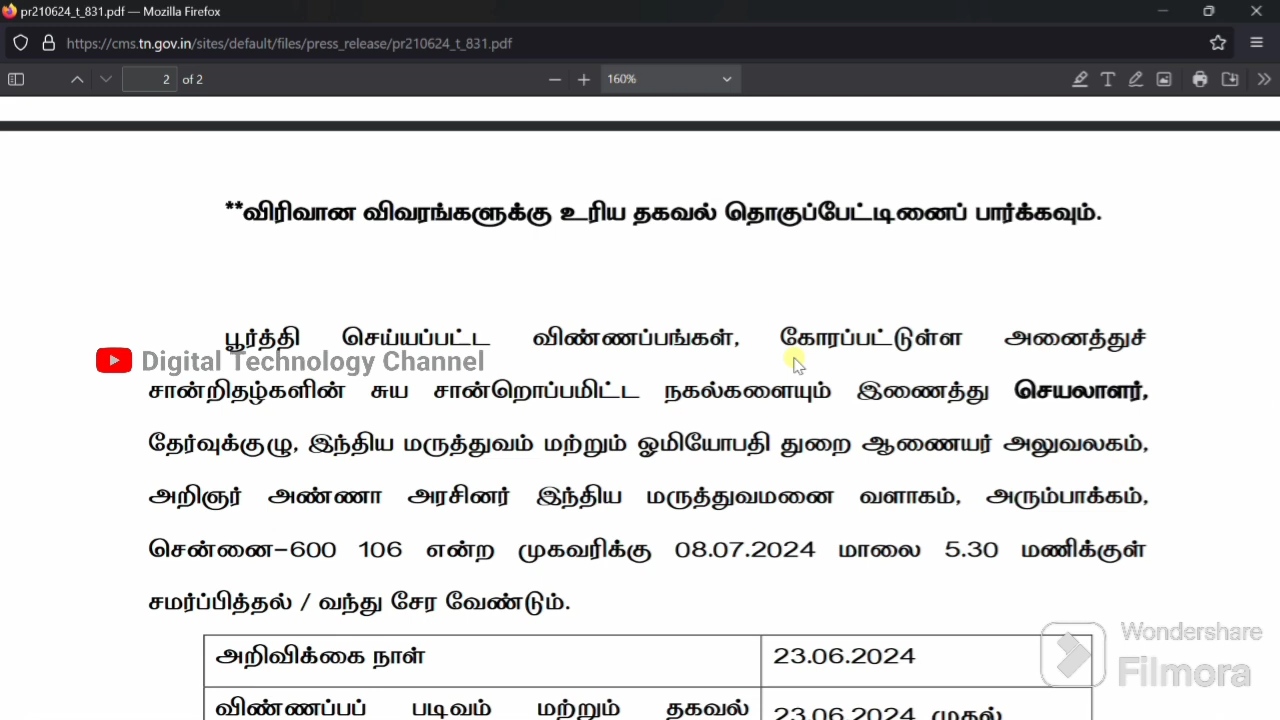 pr210624_t_831.pdf — Mozilla Firefox
https://cms.tn.gov.in/sites/default/files/press_release/pr210624_t_831.pdf
2 of 2 160%
**விரிவான விவரங்களுக்கு உரிய தகவல் தொகுப்பேட்டினைப் பார்க்கவும்.
பூர்த்தி செய்யப்பட்ட விண்ணப்பங்கள், கோரப்பட்டுள்ள அனைத்துச்
Digital Technology Channel
சான்றிதழ்களின் சுய சான்றொப்பமிட்ட நகல்களையும் இணைத்து செயலாளர்,
தேர்வுக்குழு, இந்திய மருத்துவம் மற்றும் ஓமியோபதி துறை ஆணையர் அலுவலகம்,
அறிஞர் அண்ணா அரசினர் இந்திய மருத்துவமனை வளாகம், அரும்பாக்கம்,
சென்னை-600 106 என்ற முகவரிக்கு 08.07.2024 மாலை 5.30 மணிக்குள்
சமர்ப்பித்தல் / வந்து சேர வேண்டும்.
அறிவிக்கை நாள் 23.06.2024
விண்ணப்பப் படிவம் மற்றும் தகவல் 23.06.2024 முதல்
Wondershare
Filmora